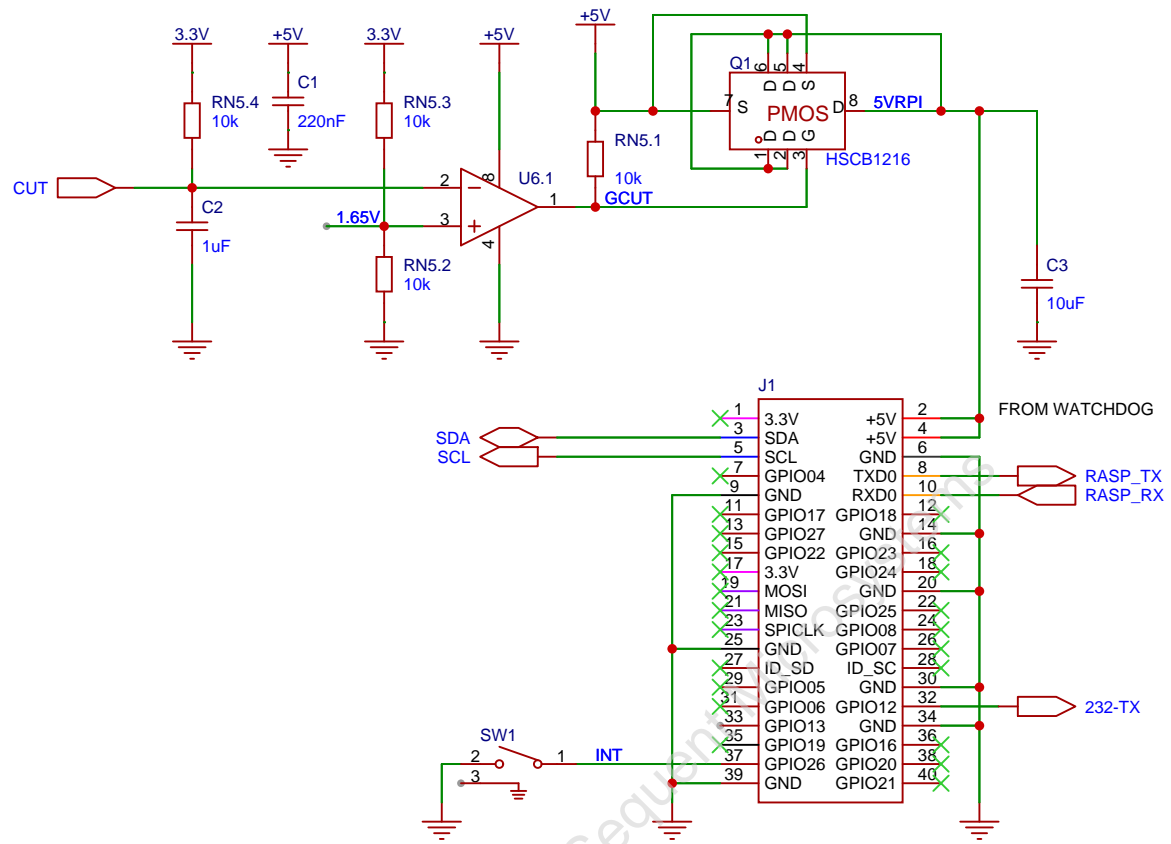 3.3V
+5V
3.3V
+5V
+5V
C1
220nF
RN5.4
10k
RN5.3
10k
RN5.1
10k
Q1
6 5 4
D D S
7 S PMOS D 8
D D G
1 2 3
5VRPI
HSCB1216
CUT
2
8
U6.1
1
GCUT
C2
1uF
1.65V
3
4
RN5.2
10k
C3
10uF
J1
FROM WATCHDOG
1 3.3V +5V 2
SDA 3 SDA +5V 4
SCL 5 SCL GND 6
7 GPIO04 TXD0 8 RASP_TX
9 GND RXD0 10 RASP_RX
11 GPIO17 GPIO18 12
13 GPIO27 GND 14
15 GPIO22 GPIO23 16
17 3.3V GPIO24 18
19 MOSI GND 20
21 MISO GPIO25 22
23 SPICLK GPIO08 24
25 GND GPIO07 26
27 ID_SD ID_SC 28
29 GPIO05 GND 30
31 GPIO06 GPIO12 32 232-TX
33 GPIO13 GND 34
35 GPIO19 GPIO16 36
37 GPIO26 GPIO20 38
39 GND GPIO21 40
SW1
2 1 INT
3
Sequent Microsystems